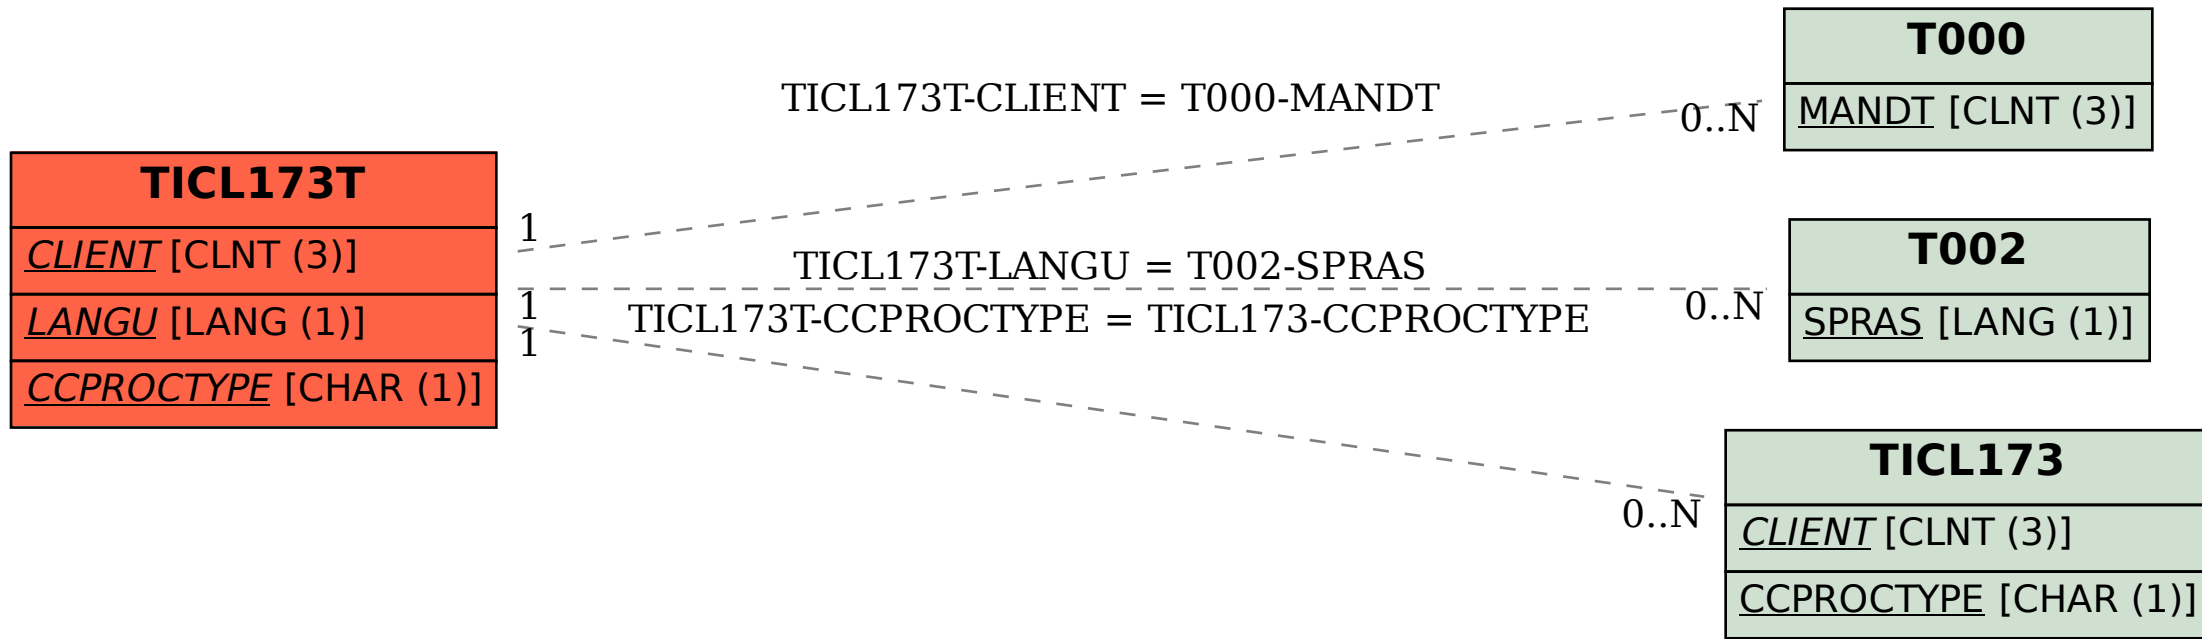 TICL173T
CLIENT [CLNT (3)]
LANGU [LANG (1)]
CCPROCTYPE [CHAR (1)]
TICL173T-CLIENT = T000-MANDT
1
0..N
TICL173T-LANGU = T002-SPRAS
1
0..N
TICL173T-CCPROCTYPE = TICL173-CCPROCTYPE
1
0..N
T000
MANDT [CLNT (3)]
T002
SPRAS [LANG (1)]
TICL173
CLIENT [CLNT (3)]
CCPROCTYPE [CHAR (1)]